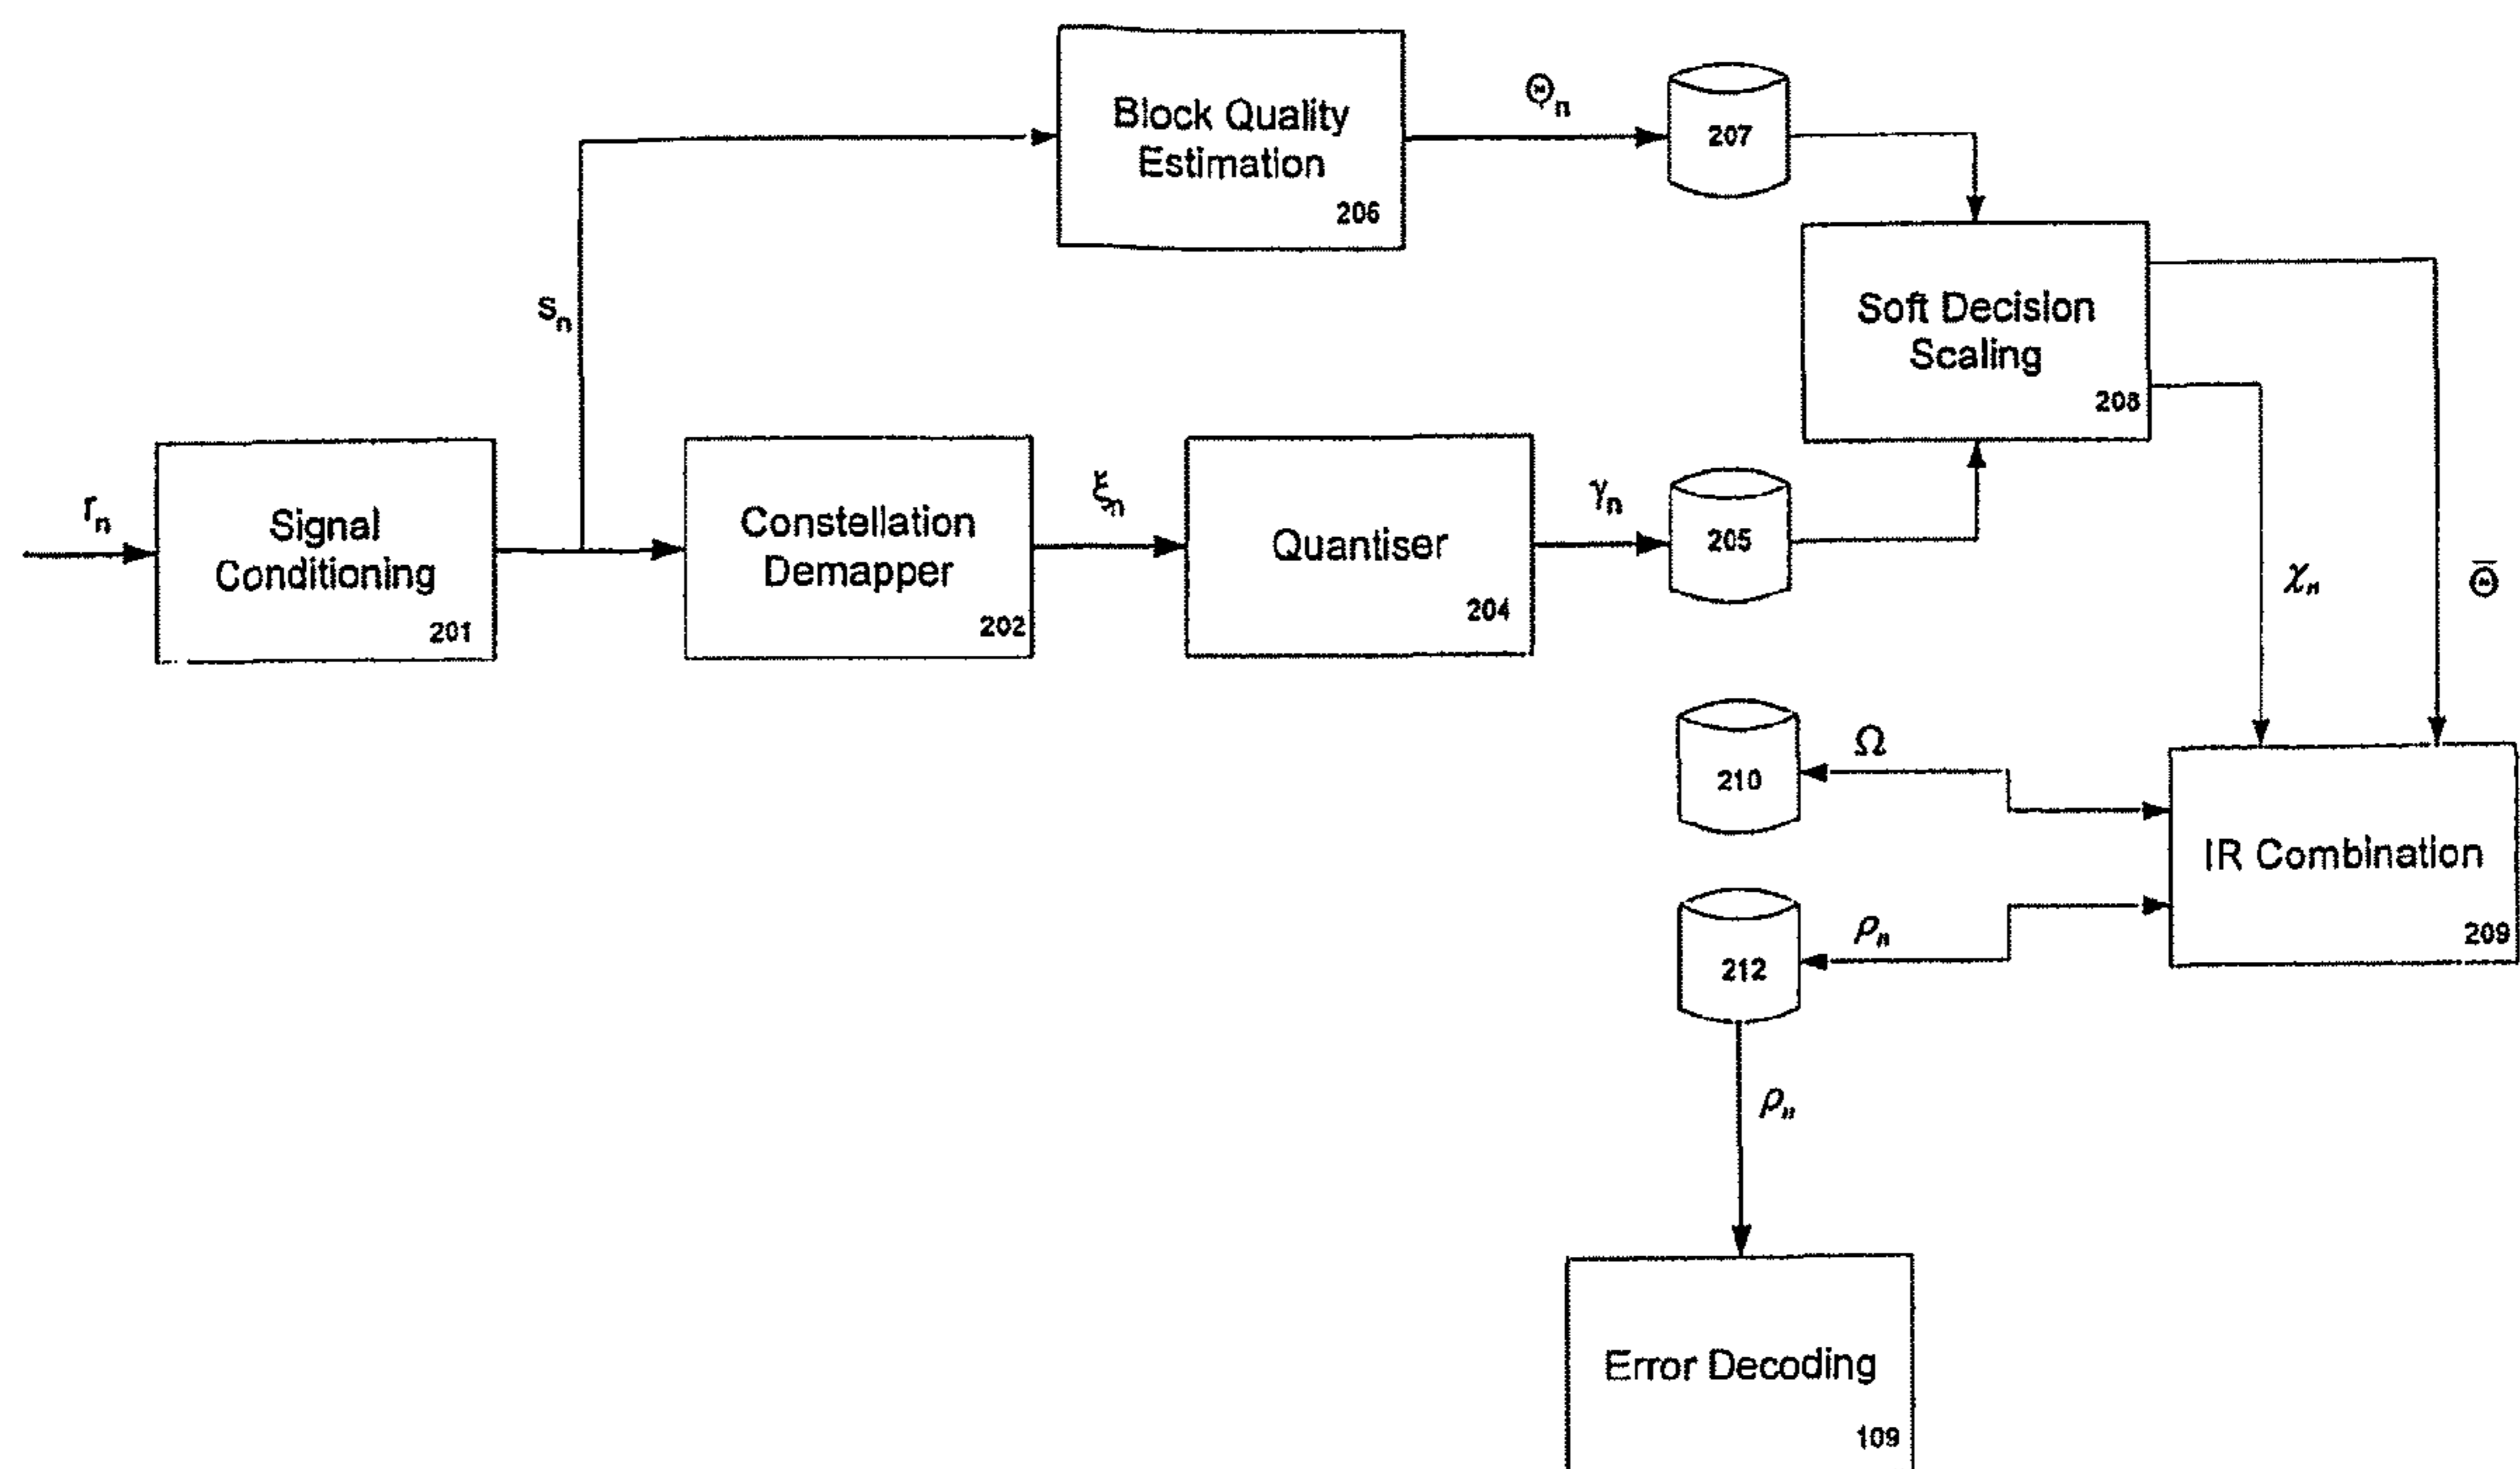 Block Quality
Estimation
206
Θₙ
207
sₙ
Soft Decision
Scaling
208
rₙ
Signal
Conditioning
201
Constellation
Demapper
202
ξₙ
Quantiser
204
γₙ
205
χₙ
Θ̄
Ω
210
IR Combination
209
ρₙ
212
ρₙ
Error Decoding
109